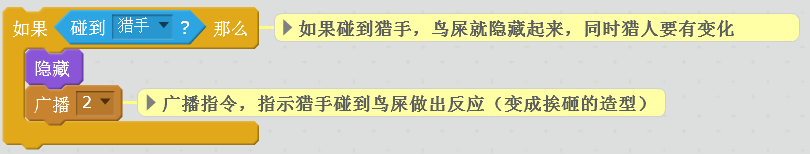 如果 碰到 猎手 ? 那么 如果碰到猎手，鸟屎就隐藏起来，同时猎人要有变化
隐藏
广播 2 广播指令，指示猎手碰到鸟屎做出反应（变成挨砸的造型）